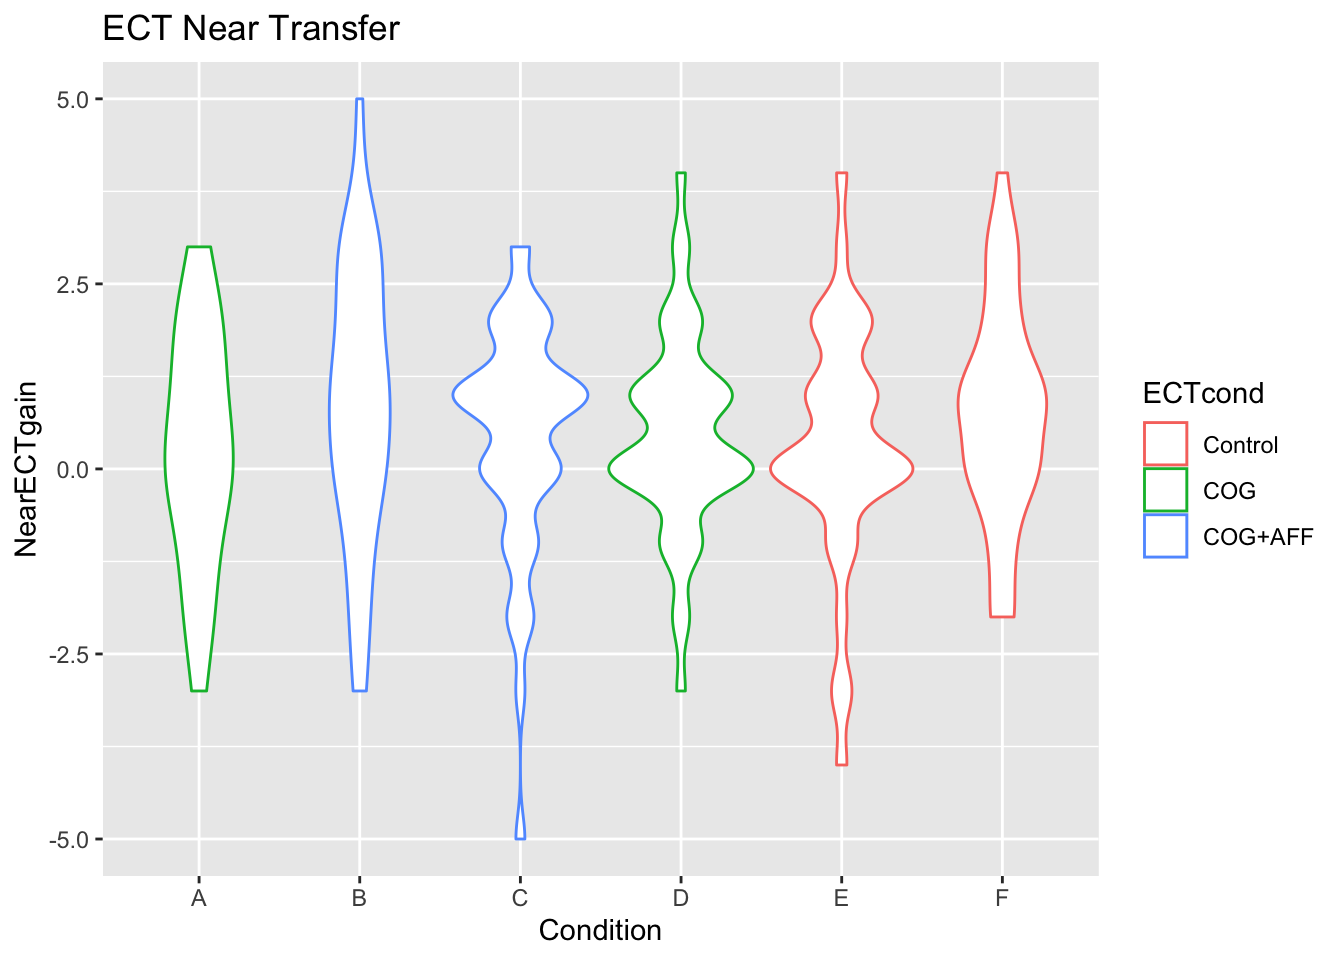 ECT Near Transfer
NearECTgain
5.0
2.5
0.0
-2.5
-5.0
A B C D E F
Condition
ECTcond
Control
COG
COG+AFF